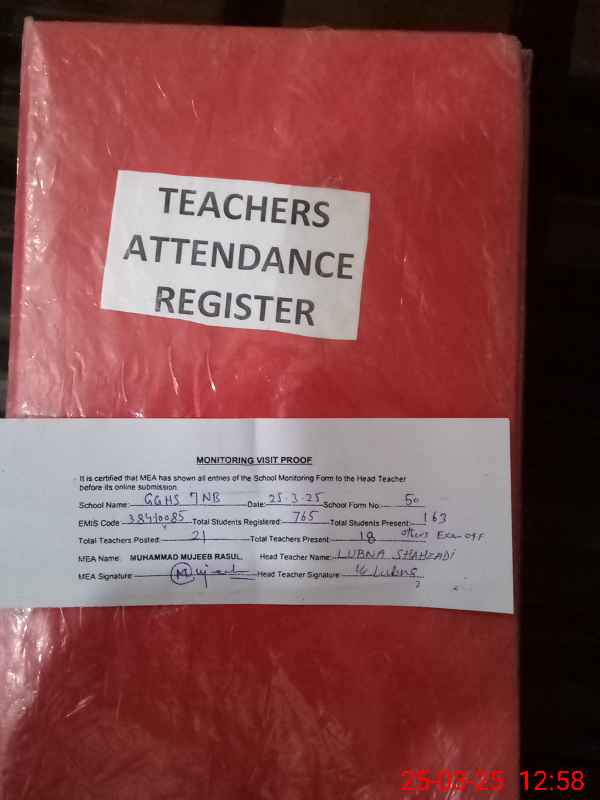 TEACHERS
ATTENDANCE
REGISTER
MONITORING VISIT PROOF
It is certified that MEA has shown all entries of the School Monitoring Form to the Head Teacher
before its online submission.
School Name: GGHS 7NB Date: 25-3-25 School Form No: 50
EMIS Code 38410085 Total Students Registered: 765 Total Students Present: 163
Total Teachers Posted: 21 Total Teachers Present: 18 others Exam off
MEA Name: MUHAMMAD MUJEEB RASUL. Head Teacher Name: LUBNA SHAHZADI
MEA Signature Mujeeb Head Teacher Signature Lubna
25-03-25 12:58